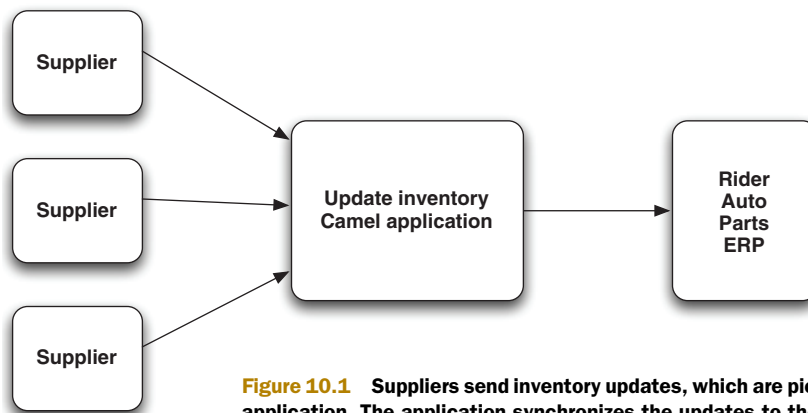 Supplier
Supplier
Supplier
Update inventory
Camel application
Rider
Auto
Parts
ERP
Figure 10.1 Suppliers send inventory updates, which are
application. The application synchronizes the updates to